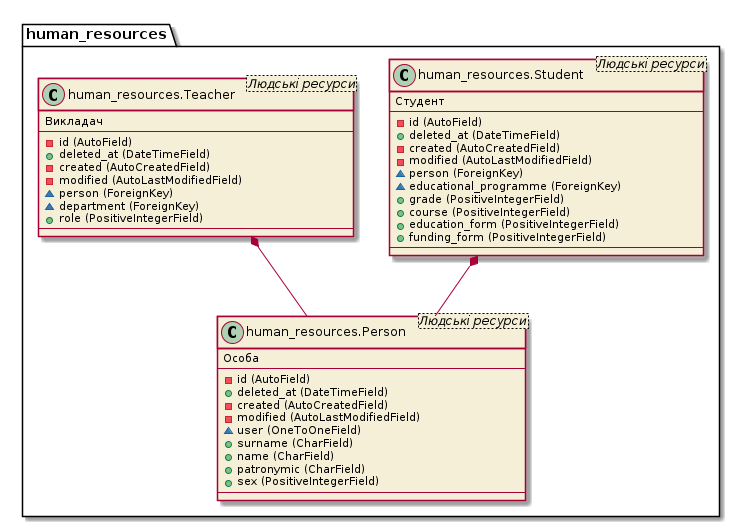 human_resources
C human_resources.Teacher
Людські ресурси
Викладач
id (AutoField)
deleted_at (DateTimeField)
created (AutoCreatedField)
modified (AutoLastModifiedField)
person (ForeignKey)
department (ForeignKey)
role (PositiveIntegerField)
C human_resources.Student
Людські ресурси
Студент
id (AutoField)
deleted_at (DateTimeField)
created (AutoCreatedField)
modified (AutoLastModifiedField)
person (ForeignKey)
educational_programme (ForeignKey)
grade (PositiveIntegerField)
course (PositiveIntegerField)
education_form (PositiveIntegerField)
funding_form (PositiveIntegerField)
C human_resources.Person
Людські ресурси
Особа
id (AutoField)
deleted_at (DateTimeField)
created (AutoCreatedField)
modified (AutoLastModifiedField)
user (OneToOneField)
surname (CharField)
name (CharField)
patronymic (CharField)
sex (PositiveIntegerField)